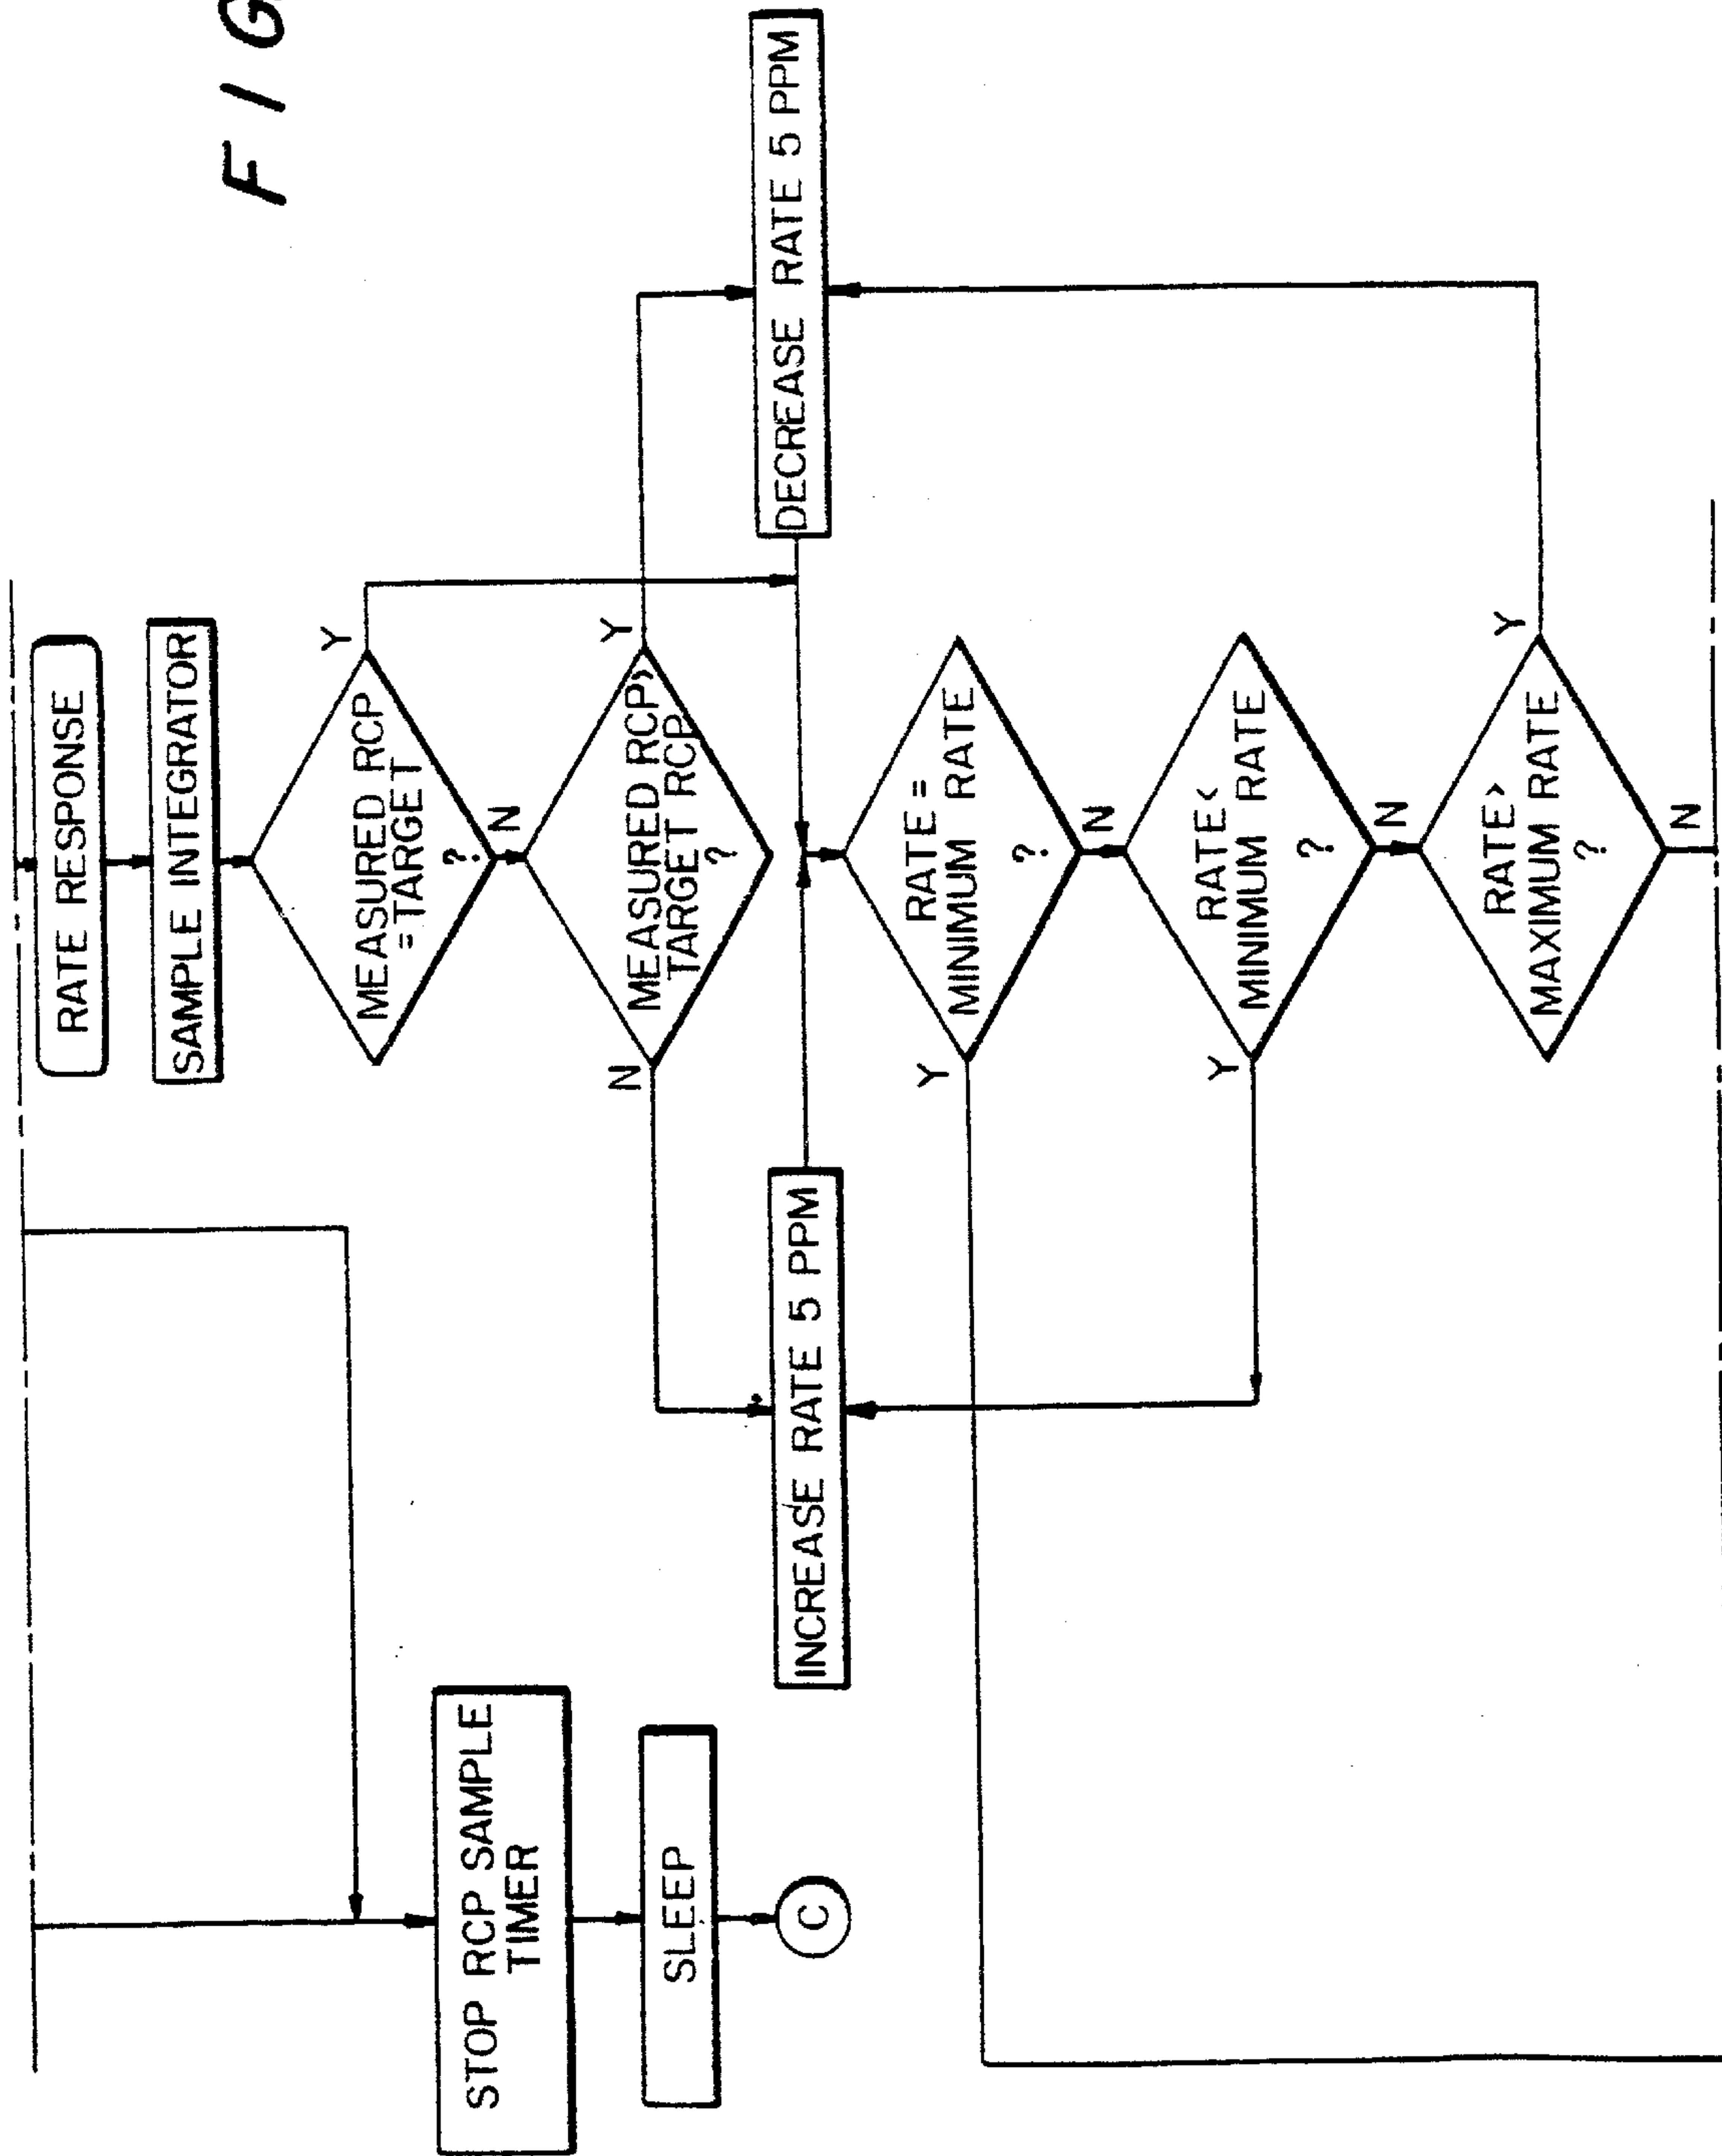 FIG
RATE RESPONSE
SAMPLE INTEGRATOR
MEASURED RCP
= TARGET
?
Y
N
MEASURED RCP>
TARGET RCP
?
Y
N
DECREASE RATE 5 PPM
INCREASE RATE 5 PPM
RATE =
MINIMUM RATE
?
Y
N
RATE<
MINIMUM RATE
?
Y
N
RATE>
MAXIMUM RATE
?
Y
N
STOP RCP SAMPLE
TIMER
SLEEP
C